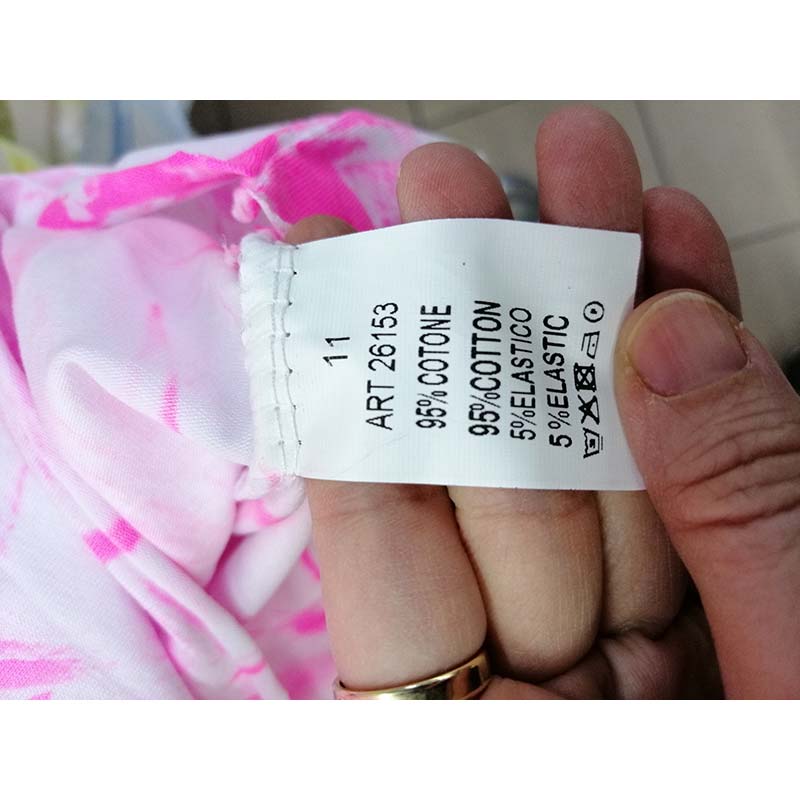 11
ART 26153
95% COTONE
95%COTTON
5%ELASTICO
5%ELASTIC